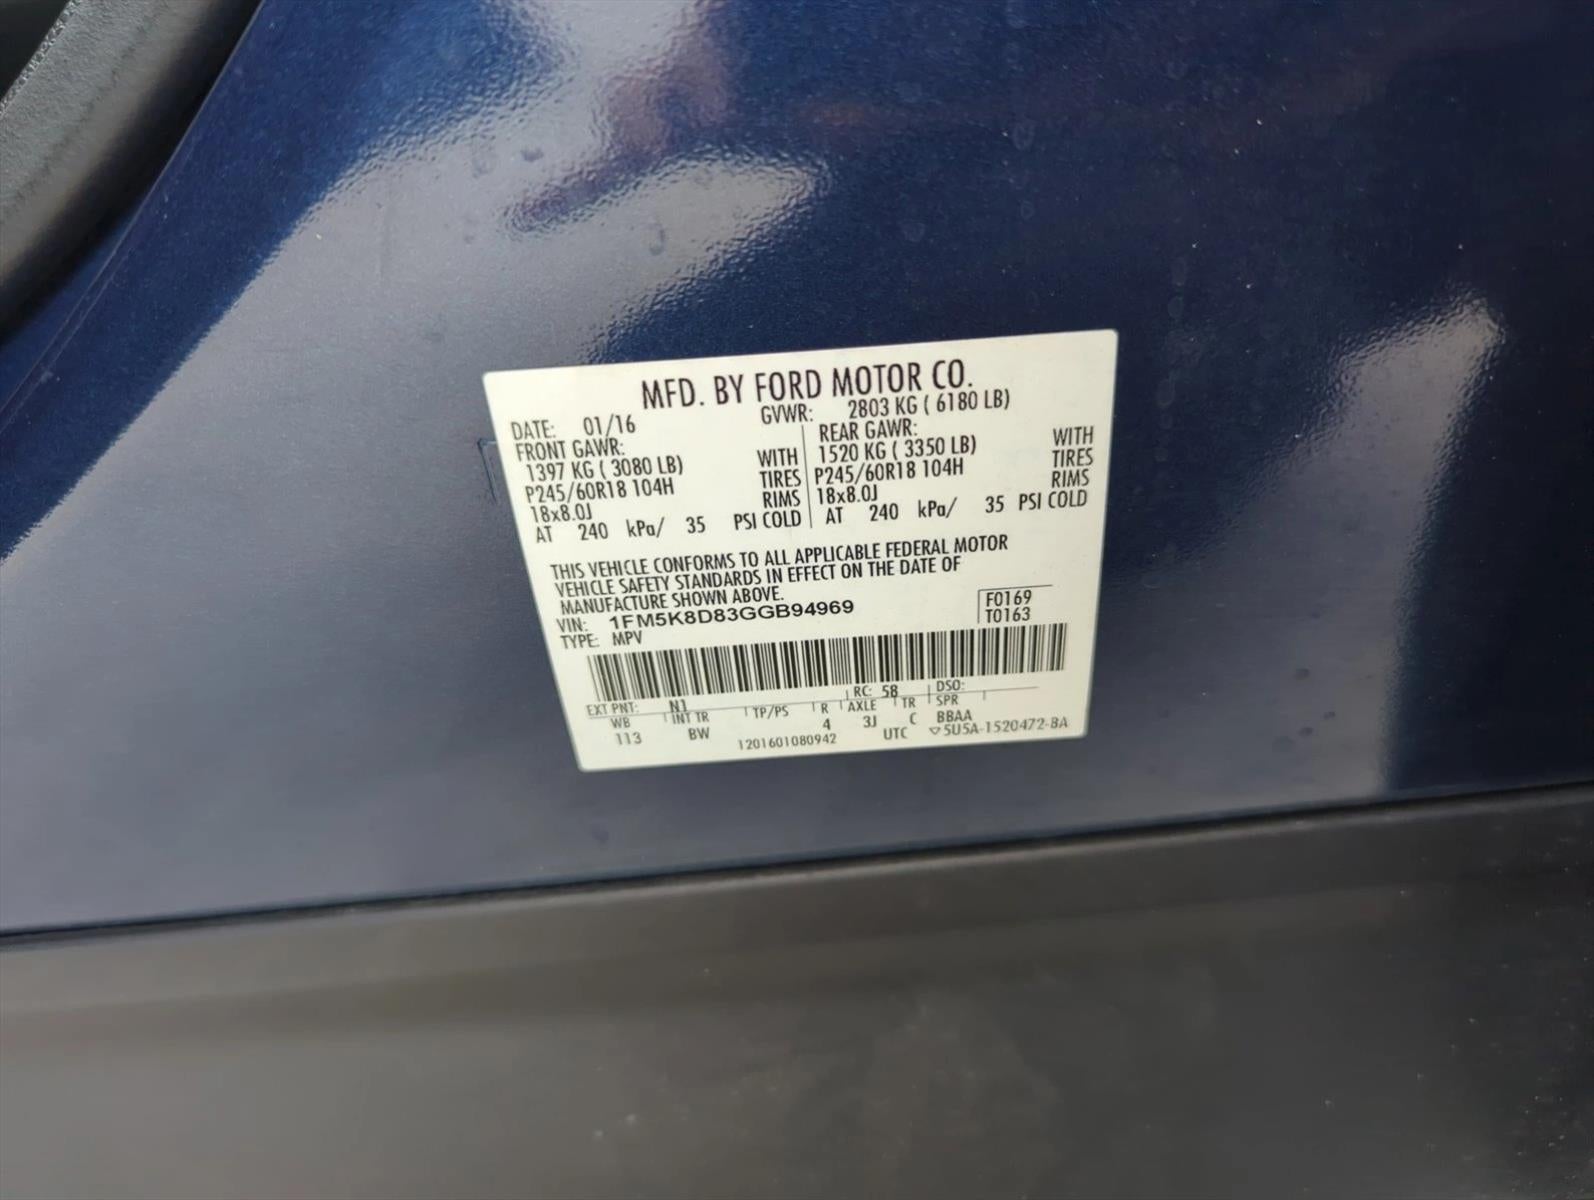 MFD. BY FORD MOTOR CO.
DATE: 01/16 GVWR: 2803 KG ( 6180 LB)
FRONT GAWR: REAR GAWR:
1397 KG ( 3080 LB) WITH 1520 KG ( 3350 LB) WITH
P245/60R18 104H TIRES P245/60R18 104H TIRES
18x8.0J RIMS 18x8.0J RIMS
AT 240 kPa/ 35 PSI COLD AT 240 kPa/ 35 PSI COLD
THIS VEHICLE CONFORMS TO ALL APPLICABLE FEDERAL MOTOR
VEHICLE SAFETY STANDARDS IN EFFECT ON THE DATE OF
MANUFACTURE SHOWN ABOVE.
VIN: 1FM5K8D83GGB94969 F0169
TYPE: MPV T0163
EXT PNT: N1 RC: 58 DSO:
WB INT TR TP/PS R AXLE TR SPR
113 BW 4 3J C BBAA
1201601080942 UTC ▽5U5A-1520472-BA